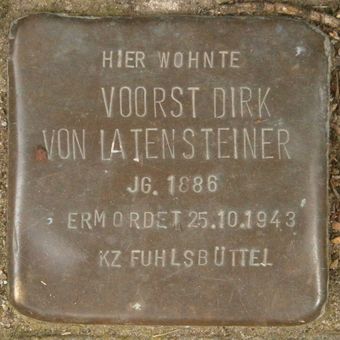 HIER WOHNTE
VOORST DIRK
VON LATENSTEINER
JG. 1886
ERMORDET 25.10.1943
KZ FUHLSBÜTTEL